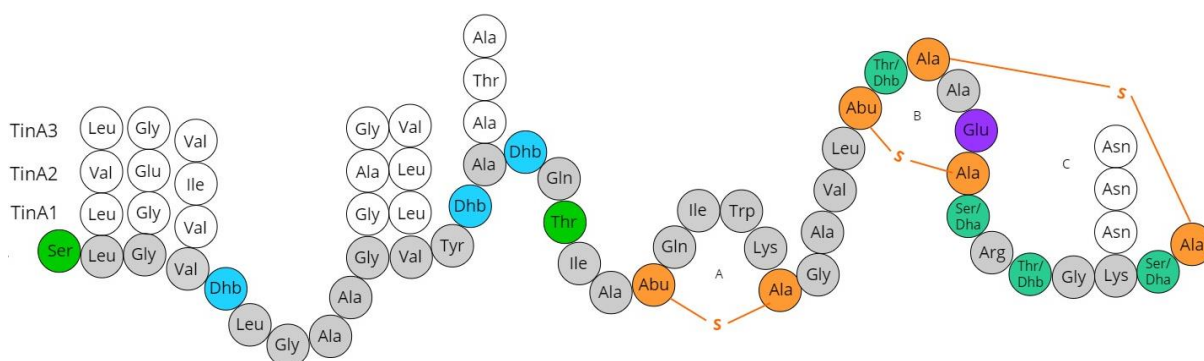 TinA3 Leu Gly Val Gly Val Ala Asn
TinA2 Val Glu Ile Ala Leu Thr Asn
TinA1 Leu Gly Val Gly Leu Ala Asn
Ser
Leu
Gly
Val
Dhb
Leu
Gly
Ala
Ala
Gly
Val
Tyr
Dhb
Ala
Dhb
Gln
Thr
Ile
Ala
Abu
Gln
Ile
Trp
Lys
Ala
A
S
Gly
Ala
Val
Leu
Abu
Thr/
Dhb
Ala
Ala
Glu
Ala
B
S
Ser/
Dha
Arg
Thr/
Dhb
Gly
Lys
Ser/
Dha
Ala
C
S